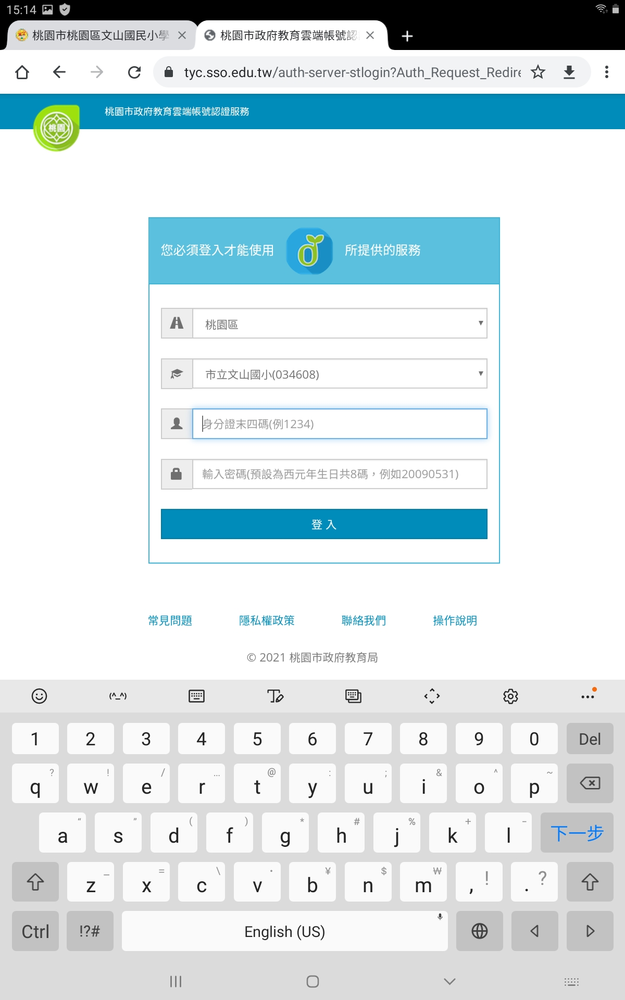 15:14
桃園市桃園區文山國民小學
桃園市政府教育雲端帳號認
tyc.sso.edu.tw/auth-server-stlogin?Auth_Request_Redire
桃園
桃園市政府教育雲端帳號認證服務
您必須登入才能使用 所提供的服務
桃園區
市立文山國小(034608)
身分證末四碼(例1234)
輸入密碼(預設為西元年生日共8碼，例如20090531)
登 入
常見問題 隱私權政策 聯絡我們 操作說明
© 2021 桃園市政府教育局
(^_^)
1 2 3 4 5 6 7 8 9 0 Del
q ? w ! e / r … t @ y : u ; i & o ^ p ~
a “ s ” d ( f ) g * h # j % k + l - 下一步
z _ x = c \ v · b ¥ n $ m ₩ , ! . ?
Ctrl !?# English (US)